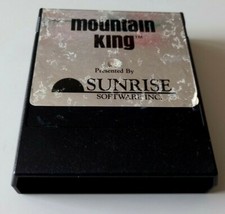 mountain
king™
Presented By
SUNRISE
SOFTWARE INC.